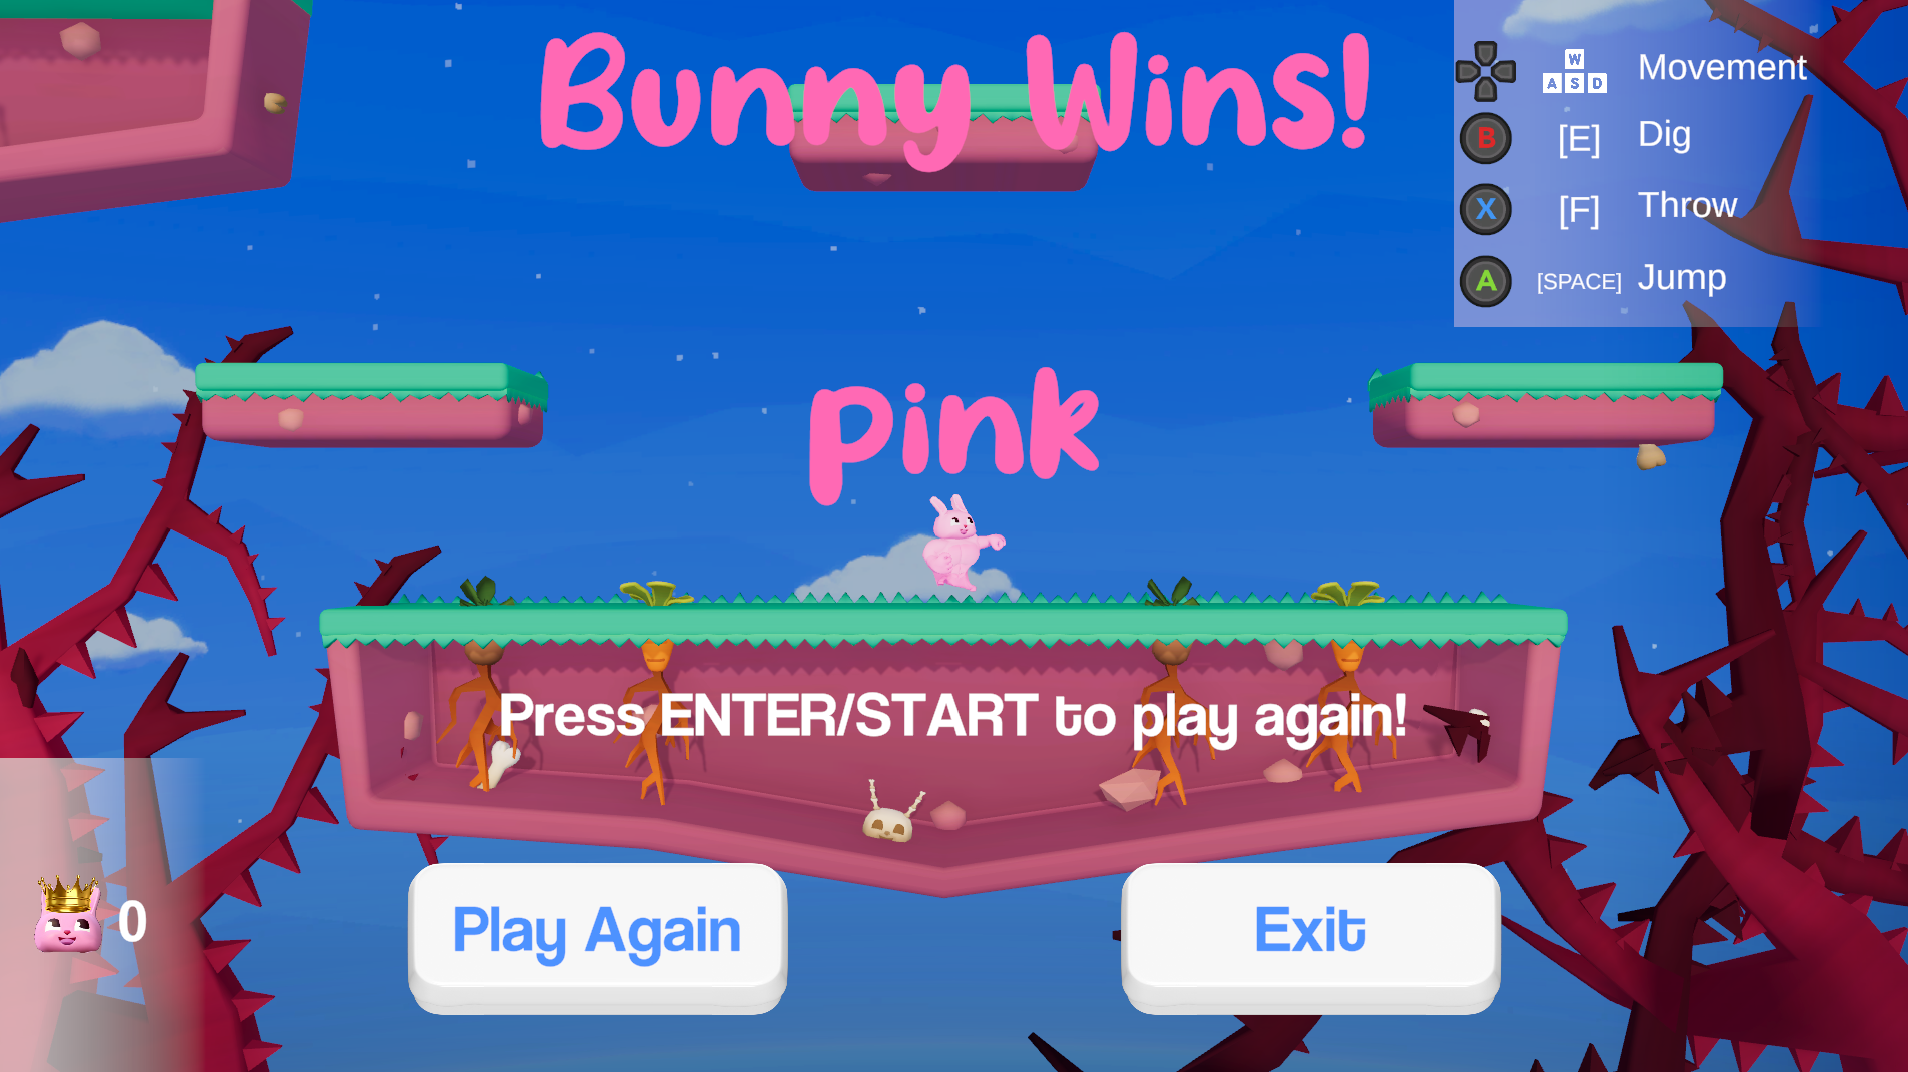 Bunny Wins!
W
A S D
Movement
B [E] Dig
X [F] Throw
A [SPACE] Jump
pink
Press ENTER/START to play again!
0
Play Again
Exit